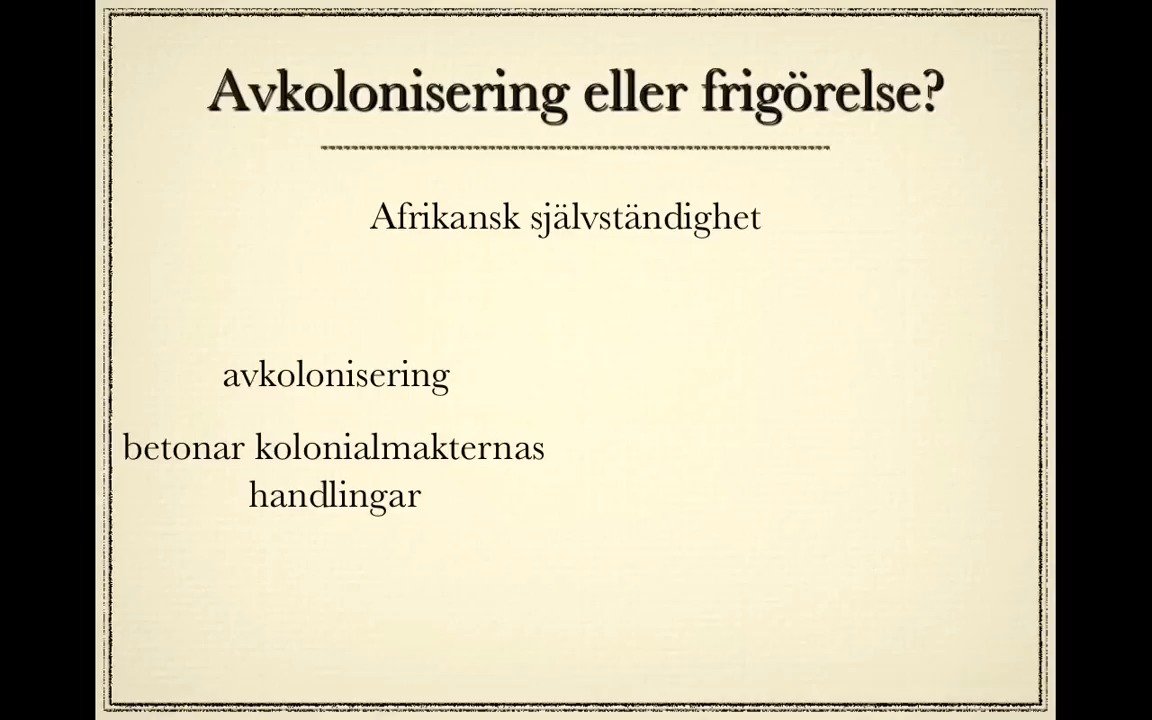 Avkolonisering eller frigörelse?
Afrikansk självständighet
avkolonisering
betonar kolonialmakternas
handlingar